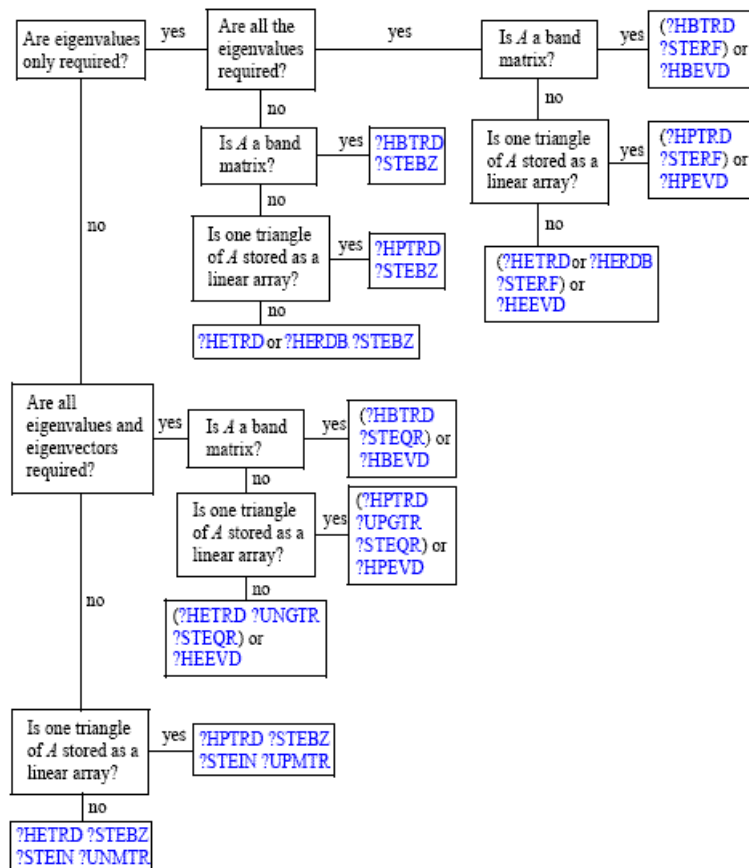 Are eigenvalues
only required?
yes
Are all the
eigenvalues
required?
yes
Is A a band
matrix?
yes
(?HBTRD
?STERF) or
?HBEVD
no
no
Is A a band
matrix?
yes
?HBTRD
?STEBZ
Is one triangle
of A stored as a
linear array?
yes
(?HPTRD
?STERF) or
?HPEVD
no
no
no
Is one triangle
of A stored as a
linear array?
yes
?HPTRD
?STEBZ
(?HETRD or ?HERDB
?STERF) or
?HEEVD
no
?HETRD or ?HERDB ?STEBZ
Are all
eigenvalues and
eigenvectors
required?
yes
Is A a band
matrix?
yes
(?HBTRD
?STEQR) or
?HBEVD
no
Is one triangle
of A stored as a
linear array?
yes
(?HPTRD
?UPGTR
?STEQR) or
?HPEVD
no
no
(?HETRD ?UNGTR
?STEQR) or
?HEEVD
Is one triangle
of A stored as a
linear array?
yes
?HPTRD ?STEBZ
?STEIN ?UPMTR
no
?HETRD ?STEBZ
?STEIN ?UNMTR